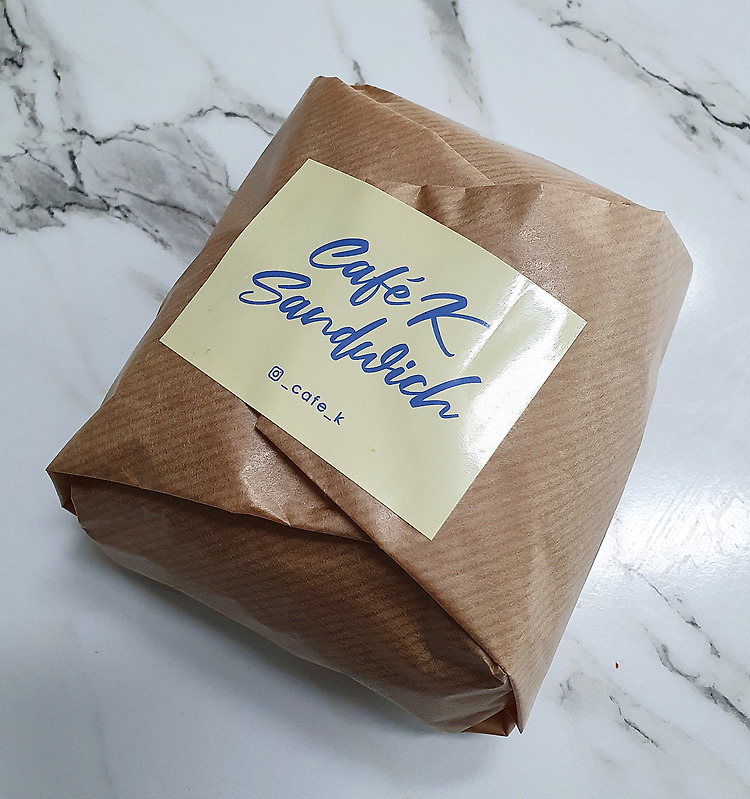 Café K
Sandwich
_cafe_k